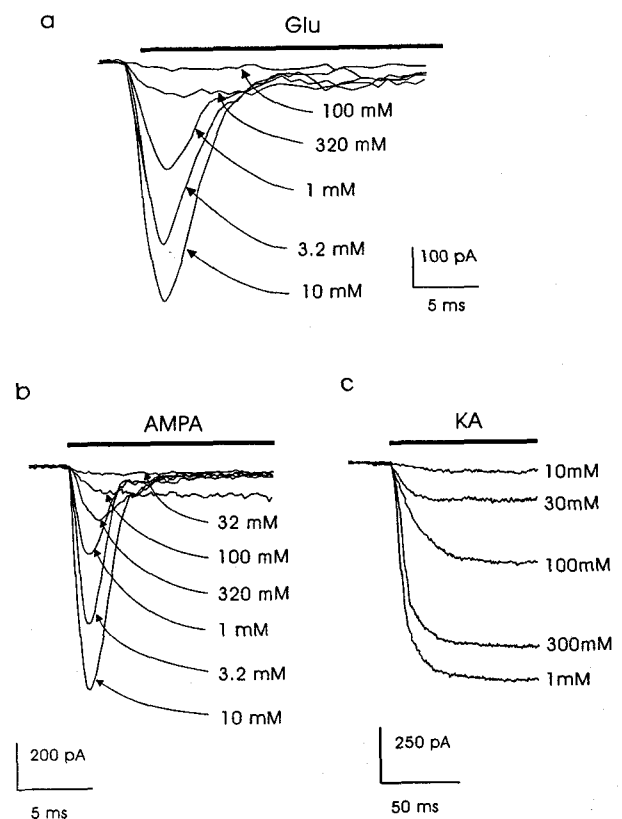 a
Glu
100 mM
320 mM
1 mM
3.2 mM
10 mM
100 pA
5 ms
b
AMPA
32 mM
100 mM
320 mM
1 mM
3.2 mM
10 mM
200 pA
5 ms
c
KA
10mM
30mM
100mM
300mM
1mM
250 pA
50 ms